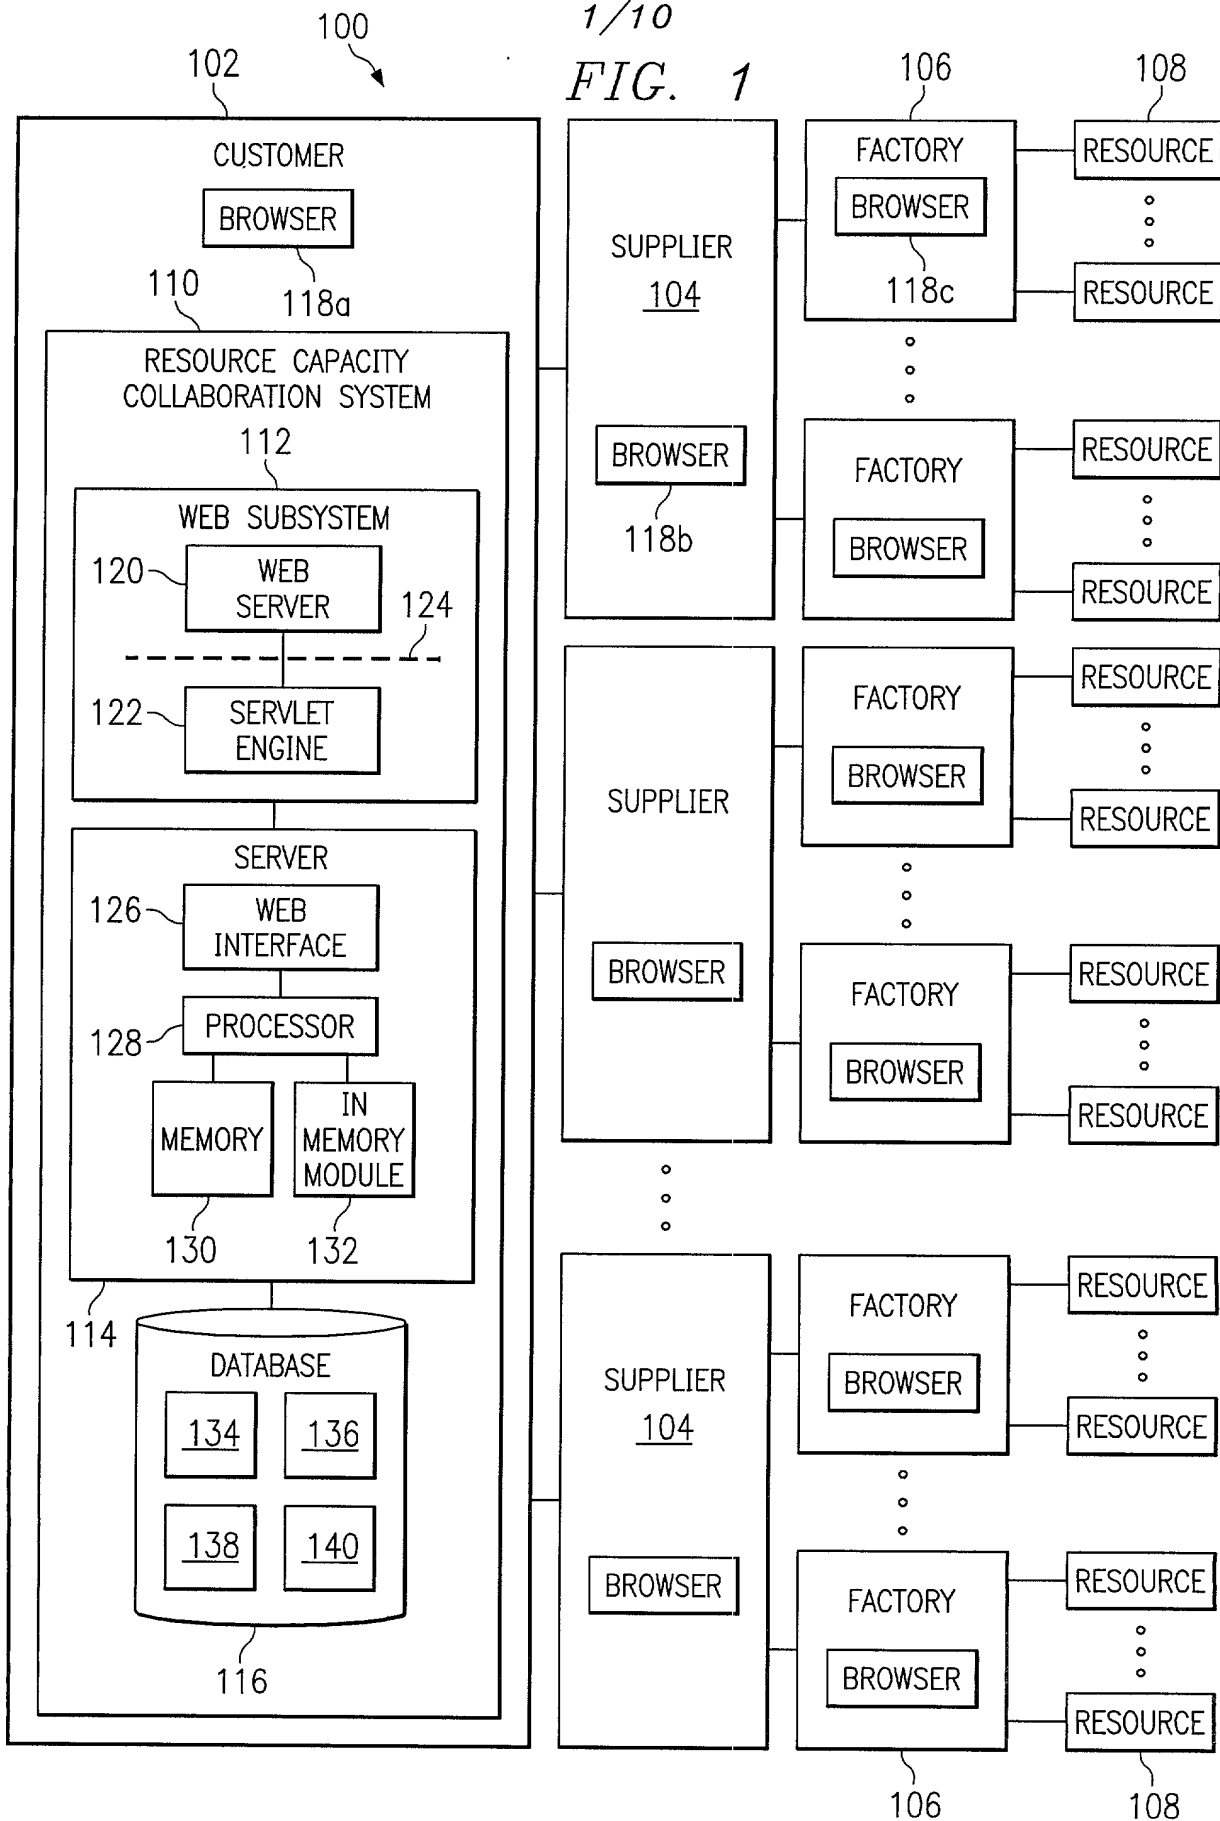 1/10
FIG. 1
100
102
CUSTOMER
BROWSER
118a
110
RESOURCE CAPACITY
COLLABORATION SYSTEM
112
WEB SUBSYSTEM
120
WEB
SERVER
124
122
SERVLET
ENGINE
SERVER
126
WEB
INTERFACE
128
PROCESSOR
MEMORY
IN
MEMORY
MODULE
130
132
114
DATABASE
134
136
138
140
116
SUPPLIER
104
BROWSER
118b
SUPPLIER
BROWSER
SUPPLIER
104
BROWSER
106
FACTORY
BROWSER
118c
FACTORY
BROWSER
FACTORY
BROWSER
FACTORY
BROWSER
FACTORY
BROWSER
FACTORY
BROWSER
106
108
RESOURCE
RESOURCE
RESOURCE
RESOURCE
RESOURCE
RESOURCE
RESOURCE
RESOURCE
RESOURCE
RESOURCE
RESOURCE
RESOURCE
108